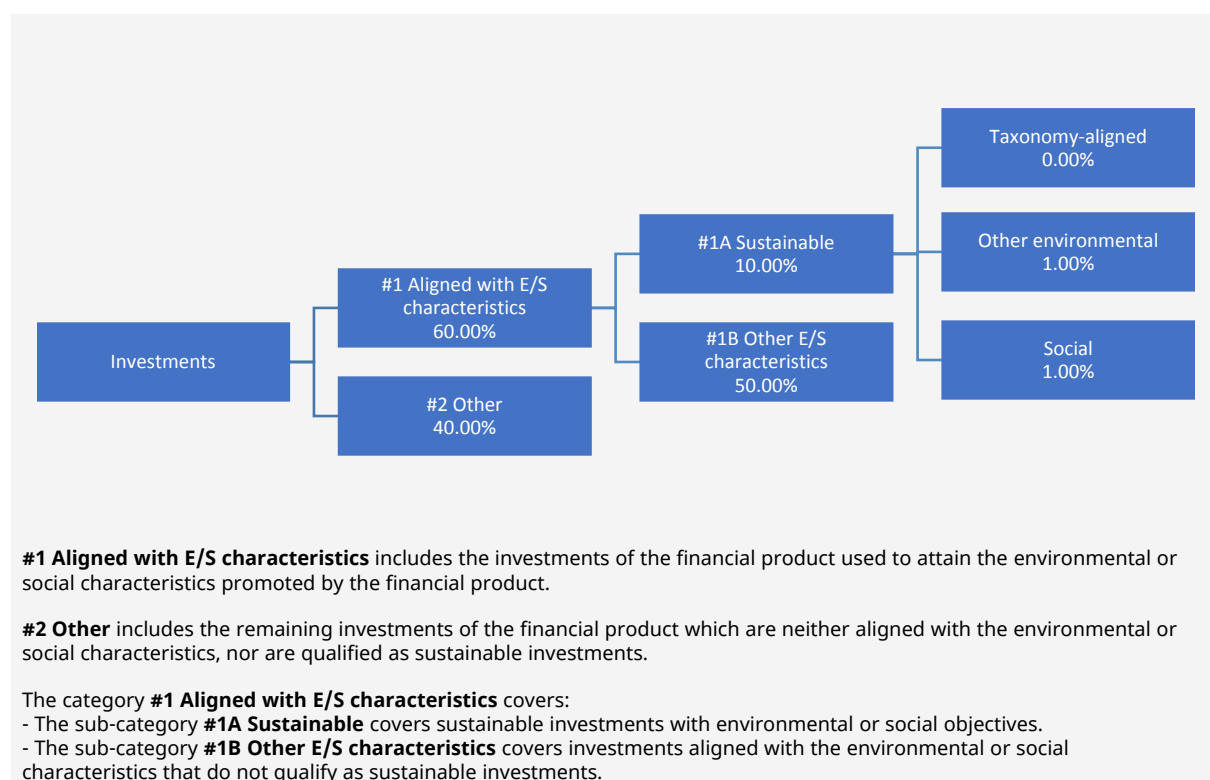 Investments
#1 Aligned with E/S
characteristics
60.00%
#2 Other
40.00%
#1A Sustainable
10.00%
#1B Other E/S
characteristics
50.00%
Taxonomy-aligned
0.00%
Other environmental
1.00%
Social
1.00%
#1 Aligned with E/S characteristics includes the investments of the financial product used to attain the environmental or
social characteristics promoted by the financial product.
#2 Other includes the remaining investments of the financial product which are neither aligned with the environmental or
social characteristics, nor are qualified as sustainable investments.
The category #1 Aligned with E/S characteristics covers:
- The sub-category #1A Sustainable covers sustainable investments with environmental or social objectives.
- The sub-category #1B Other E/S characteristics covers investments aligned with the environmental or social
characteristics that do not qualify as sustainable investments.